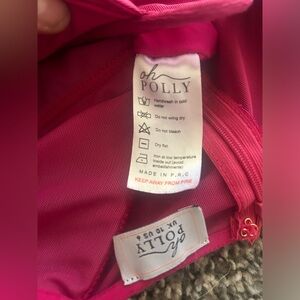 oh
POLLY
Handwash in cold
water
Do not wring dry
Do not bleach
Dry flat
Iron at low temperature
inside out (avoid
embellishments)
MADE IN P.R.C
KEEP AWAY FROM FIRE
oh
POLLY
UK 10 US 6